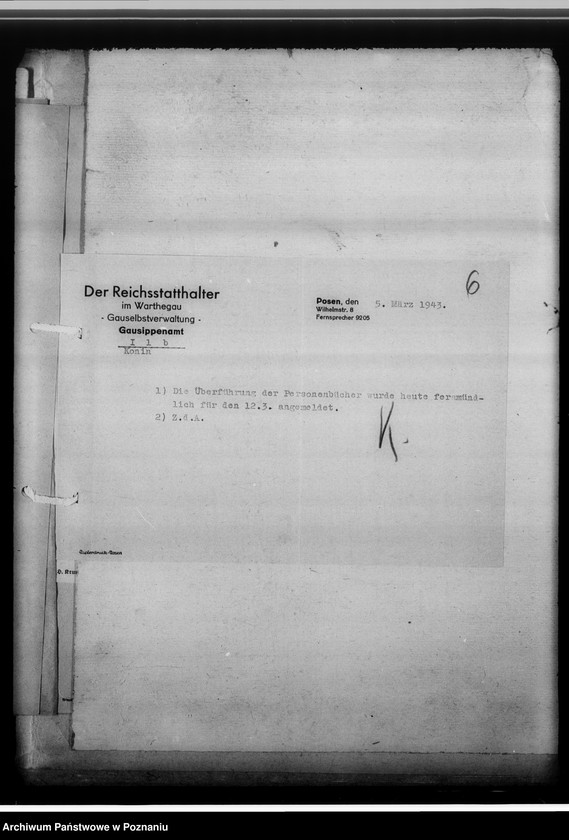 6
Der Reichsstatthalter
im Warthegau
- Gauselbstverwaltung -
Gausippenamt
I 1 b
Konin
Posen, den 5. März 1943.
Wilhelmstr. 8
Fernsprecher 9205
1) Die Überführung der Personenbücher wurde heute fernmünd-
lich für den 12.3. angemeldet.
2) Z.d.A.
K.
Archiwum Państwowe w Poznaniu